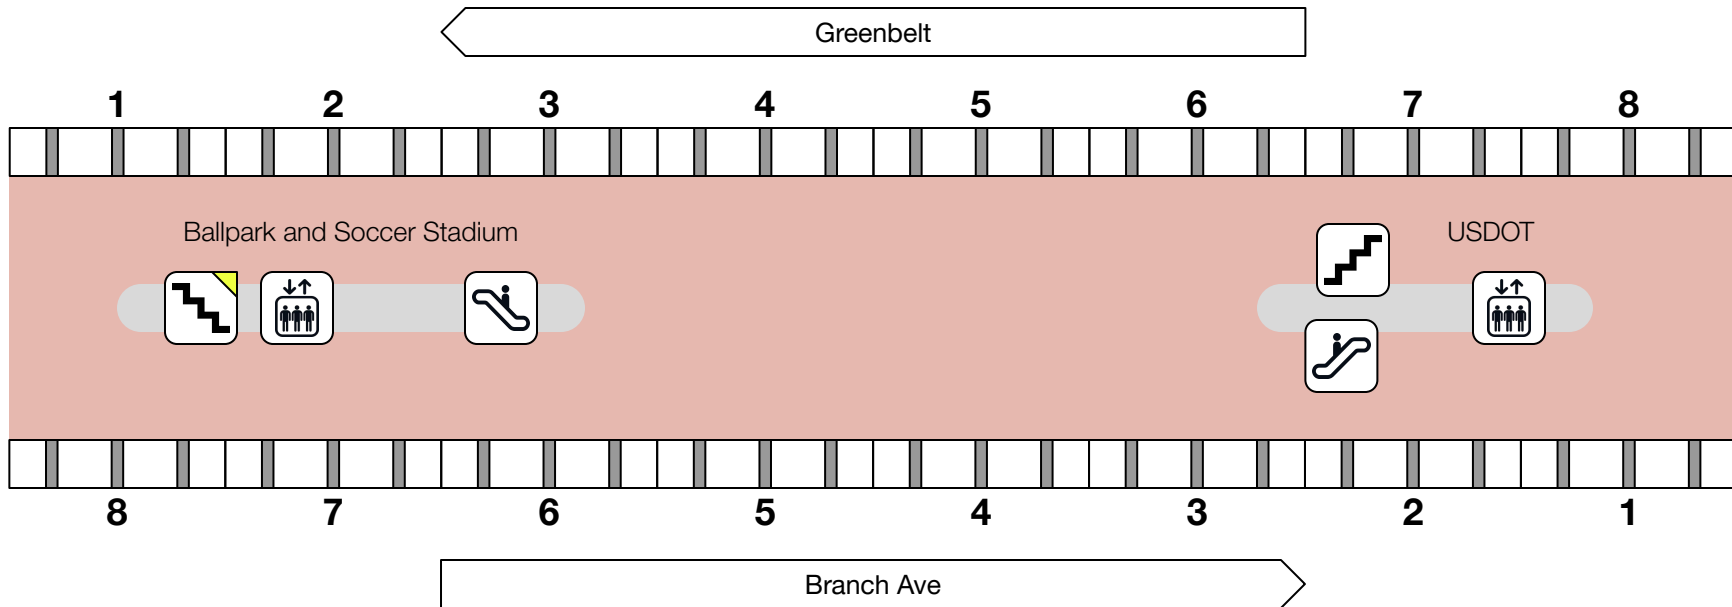 Greenbelt
1 2 3 4 5 6 7 8
Ballpark and Soccer Stadium
USDOT
8 7 6 5 4 3 2 1
Branch Ave